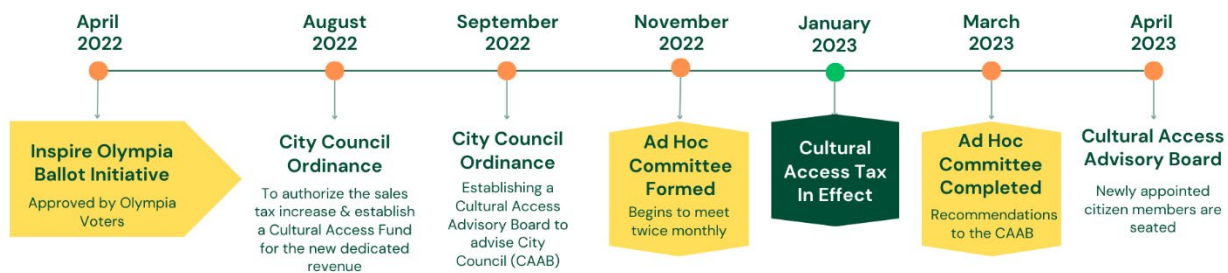 April
2022
August
2022
September
2022
November
2022
January
2023
March
2023
April
2023
Inspire Olympia
Ballot Initiative
Approved by Olympia
Voters
City Council
Ordinance
To authorize the sales
tax increase & establish
a Cultural Access Fund
for the new dedicated
revenue
City Council
Ordinance
Establishing a
Cultural Access
Advisory Board to
advise City
Council (CAAB)
Ad Hoc
Committee
Formed
Begins to meet
twice monthly
Cultural
Access Tax
In Effect
Ad Hoc
Committee
Completed
Recommendations
to the CAAB
Cultural Access
Advisory Board
Newly appointed
citizen members are
seated